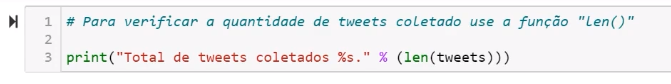 1 # Para verificar a quantidade de tweets coletado use a função "len()"
2
3 print("Total de tweets coletados %s." % (len(tweets)))